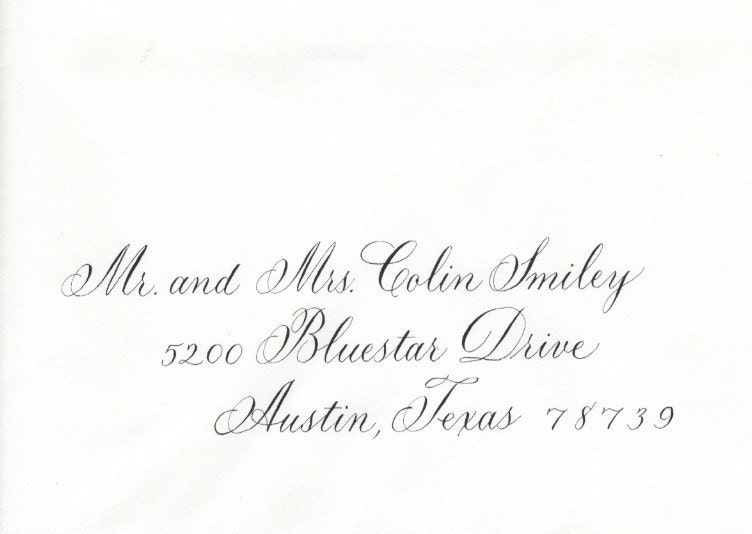 Mr. and Mrs. Colin Smiley
5200 Bluestar Drive
Austin, Texas 78739